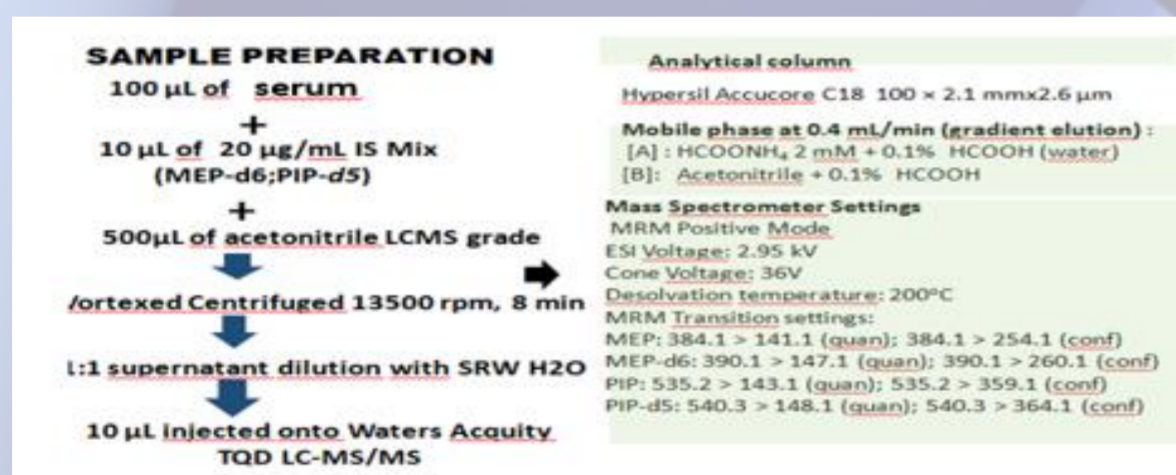 SAMPLE PREPARATION
100 µL of serum
+
10 µL of 20 µg/mL IS Mix
(MEP-d6;PIP-d5)
+
500µL of acetonitrile LCMS grade
/ortexed Centrifuged 13500 rpm, 8 min
1:1 supernatant dilution with SRW H2O
10 µL injected onto Waters Acquity
TQD LC-MS/MS
Analytical column
Hypersil Accucore C18 100 × 2.1 mmx2.6 µm
Mobile phase at 0.4 mL/min (gradient elution) :
[A] : HCOONH₄ 2 mM + 0.1% HCOOH (water)
[B]: Acetonitrile + 0.1% HCOOH
Mass Spectrometer Settings
MRM Positive Mode
ESI Voltage: 2.95 kV
Cone Voltage: 36V
Desolvation temperature: 200°C
MRM Transition settings:
MEP: 384.1 > 141.1 (quan); 384.1 > 254.1 (conf)
MEP-d6: 390.1 > 147.1 (quan); 390.1 > 260.1 (conf)
PIP: 535.2 > 143.1 (quan); 535.2 > 359.1 (conf)
PIP-d5: 540.3 > 148.1 (quan); 540.3 > 364.1 (conf)